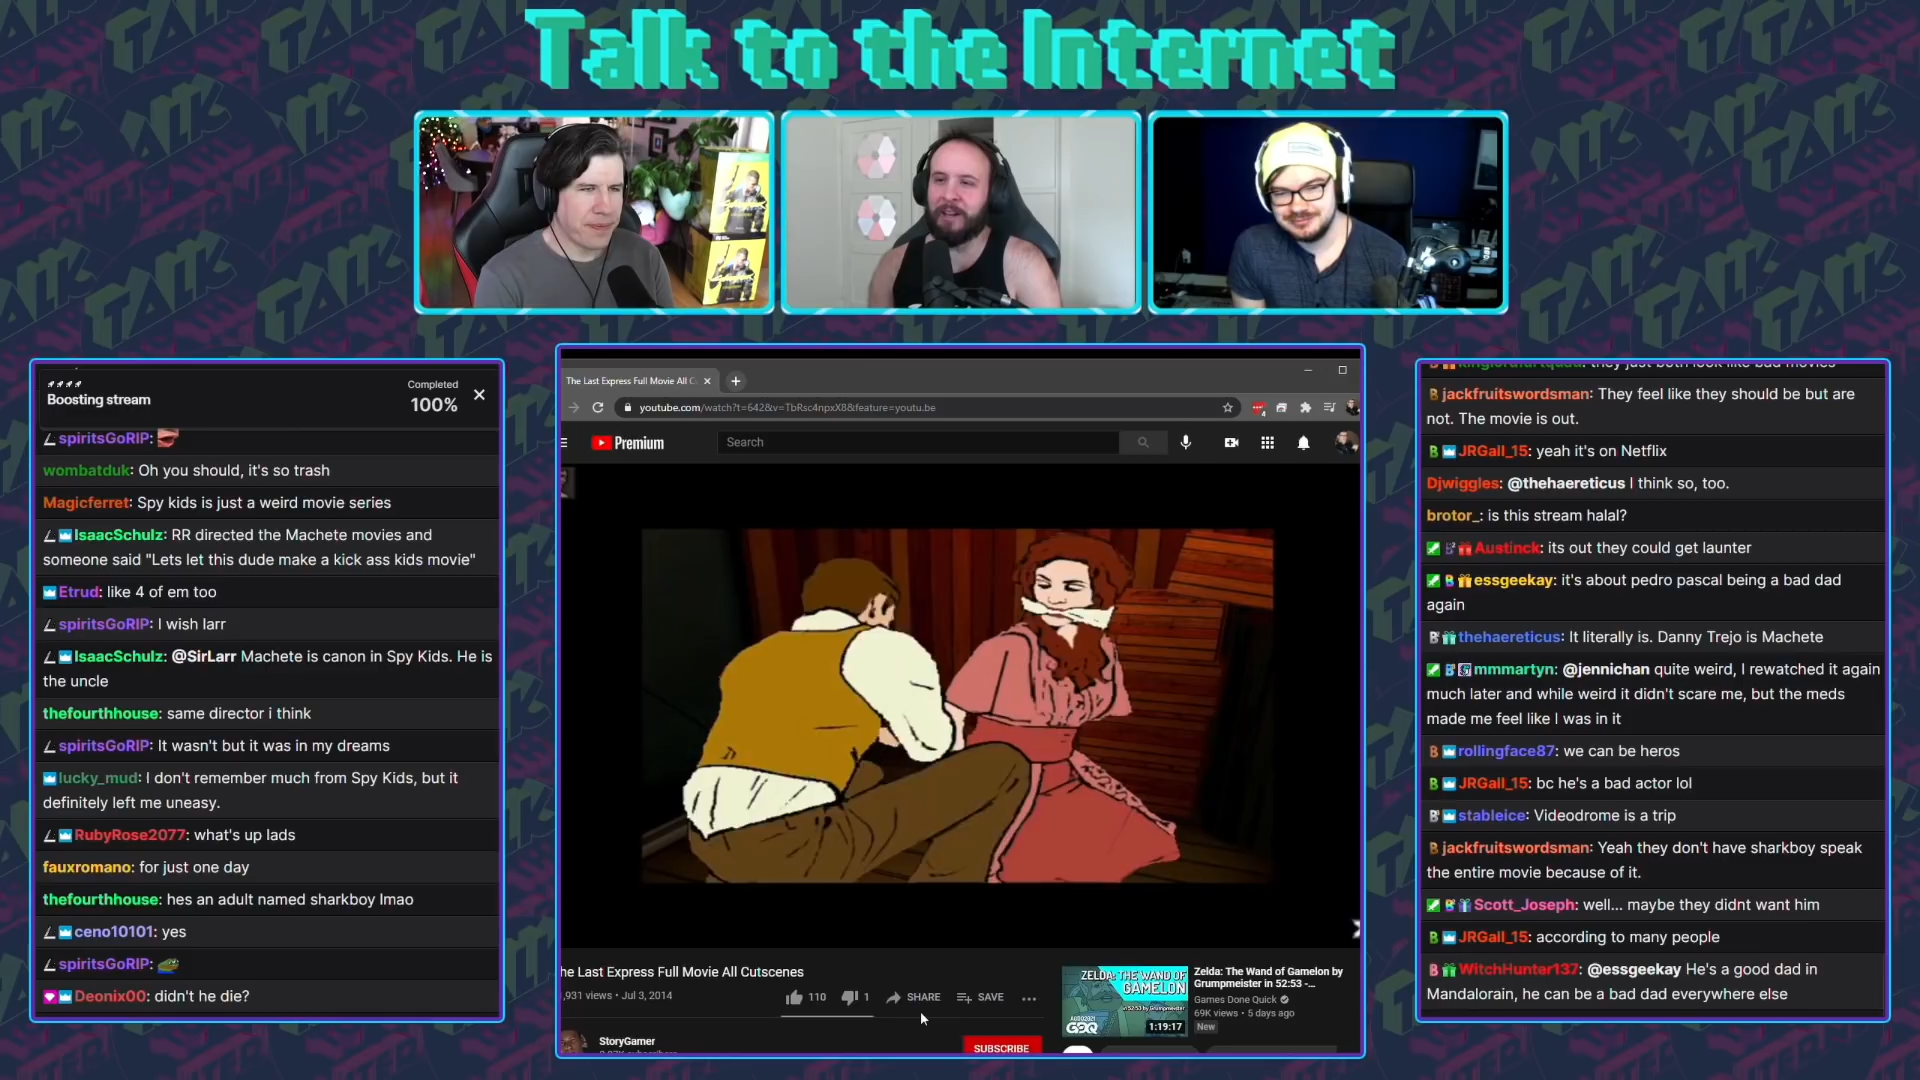 Talk to the Internet
Completed
Boosting stream
100%
spiritsGoRIP:
wombatduk: Oh you should, it's so trash
Magicferret: Spy kids is just a weird movie series
IsaacSchulz: RR directed the Machete movies and
someone said "Lets let this dude make a kick ass kids movie"
Etrud: like 4 of em too
spiritsGoRIP: I wish larr
IsaacSchulz: @SirLarr Machete is canon in Spy Kids. He is
the uncle
thefourthhouse: same director i think
spiritsGoRIP: It wasn't but it was in my dreams
lucky_mud: I don't remember much from Spy Kids, but it
definitely left me uneasy.
RubyRose2077: what's up lads
fauxromano: for just one day
thefourthhouse: hes an adult named sharkboy lmao
ceno10101: yes
spiritsGoRIP:
Deonix00: didn't he die?
The Last Express Full Movie All C
youtube.com/watch?t=642&v=TbRsc4npxX8&feature=youtu.be
Premium
Search
he Last Express Full Movie All Cutscenes
,931 views • Jul 3, 2014
110
1
SHARE
SAVE
StoryGamer
SUBSCRIBE
ZELDA: THE WAND OF
GAMELON
in 52:53 by Grumpmeister
AGDQ2021
GDQ
1:19:17
Zelda: The Wand of Gamelon by
Grumpmeister in 52:53 -...
Games Done Quick
69K views • 5 days ago
New
jackfruitswordsman: They feel like they should be but are
not. The movie is out.
JRGall_15: yeah it's on Netflix
Djwiggles: @thehaereticus I think so, too.
brotor_: is this stream halal?
Austinck: its out they could get launter
essgeekay: it's about pedro pascal being a bad dad
again
thehaereticus: It literally is. Danny Trejo is Machete
mmmartyn: @jennichan quite weird, I rewatched it again
much later and while weird it didn't scare me, but the meds
made me feel like I was in it
rollingface87: we can be heros
JRGall_15: bc he's a bad actor lol
stableice: Videodrome is a trip
jackfruitswordsman: Yeah they don't have sharkboy speak
the entire movie because of it.
Scott_Joseph: well... maybe they didnt want him
JRGall_15: according to many people
WitchHunter137: @essgeekay He's a good dad in
Mandalorain, he can be a bad dad everywhere else